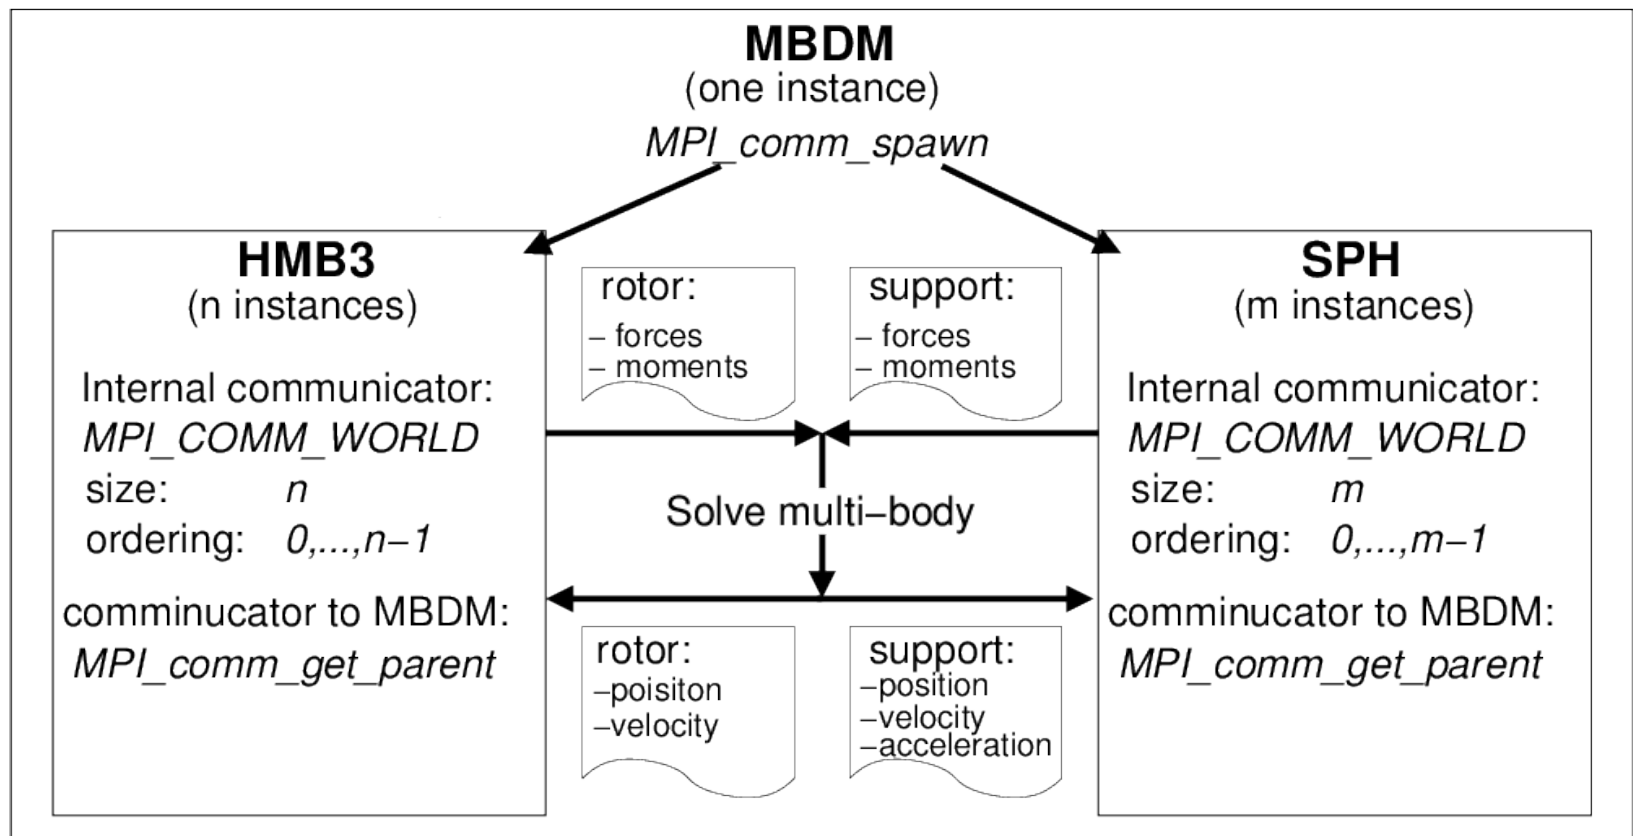 MBDM
(one instance)
MPI_comm_spawn
HMB3
(n instances)
Internal communicator:
MPI_COMM_WORLD
size: n
ordering: 0,...,n−1
comminucator to MBDM:
MPI_comm_get_parent
rotor:
− forces
− moments
support:
− forces
− moments
Solve multi−body
rotor:
−poisiton
−velocity
support:
−position
−velocity
−acceleration
SPH
(m instances)
Internal communicator:
MPI_COMM_WORLD
size: m
ordering: 0,...,m−1
comminucator to MBDM:
MPI_comm_get_parent